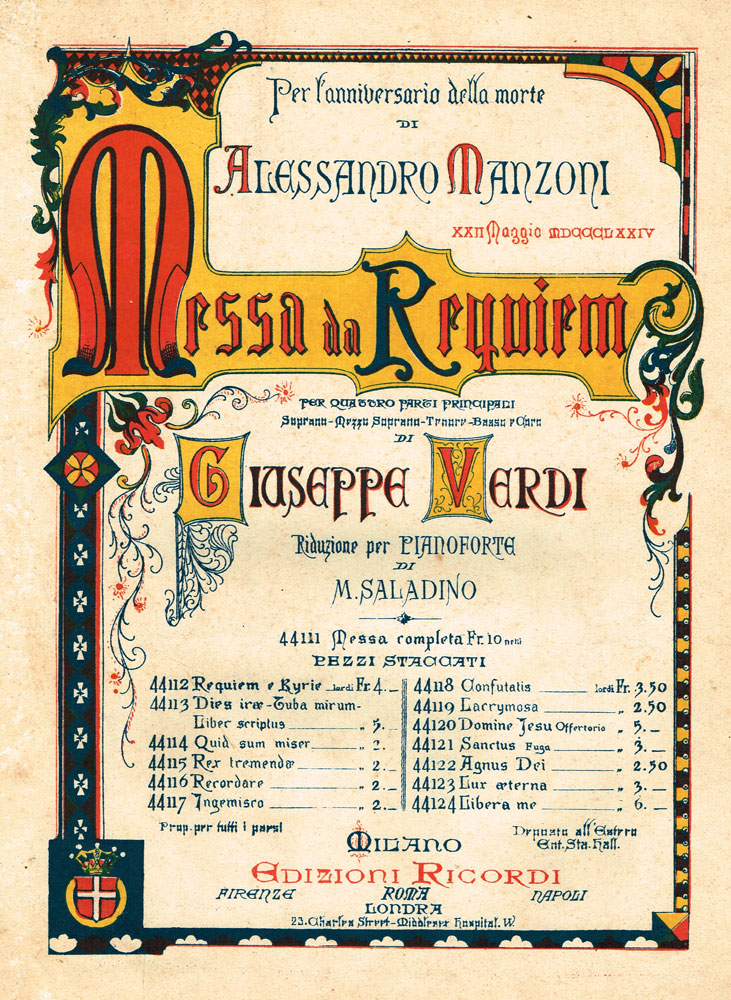 Per l'anniversario della morte
DI
ALESSANDRO MANZONI
XXII Maggio MDCCCLXXIV
Messa da Requiem
PER QUATTRO PARTI PRINCIPALI
Soprano-Mezzo Soprano-Tenore-Basso e Coro
DI
GIUSEPPE VERDI
Riduzione per PIANOFORTE
DI
M. SALADINO
44111 Messa completa Fr. 10 netti
PEZZI STACCATI
44112 Requiem e Kyrie lordi Fr. 4. —
44113 Dies iræ-Tuba mirum-
Liber scriptus „ 5. —
44114 Quid sum miser „ 2. —
44115 Rex tremendæ „ 2. —
44116 Recordare „ 2. —
44117 Ingemisco „ 2. —
44118 Confutatis lordi Fr. 3.50
44119 Lacrymosa „ 2.50
44120 Domine Jesu Offertorio „ 5. —
44121 Sanctus Fuga „ 3. —
44122 Agnus Dei „ 2.50
44123 Lux æterna „ 3. —
44124 Libera me „ 6. —
Prop. per tutti i paesi
Deposto all'Estero
Ent. Sta. Hall.
MILANO
EDIZIONI RICORDI
FIRENZE ROMA NAPOLI
LONDRA
23. Charles Street-Middlesex Hospital. W.